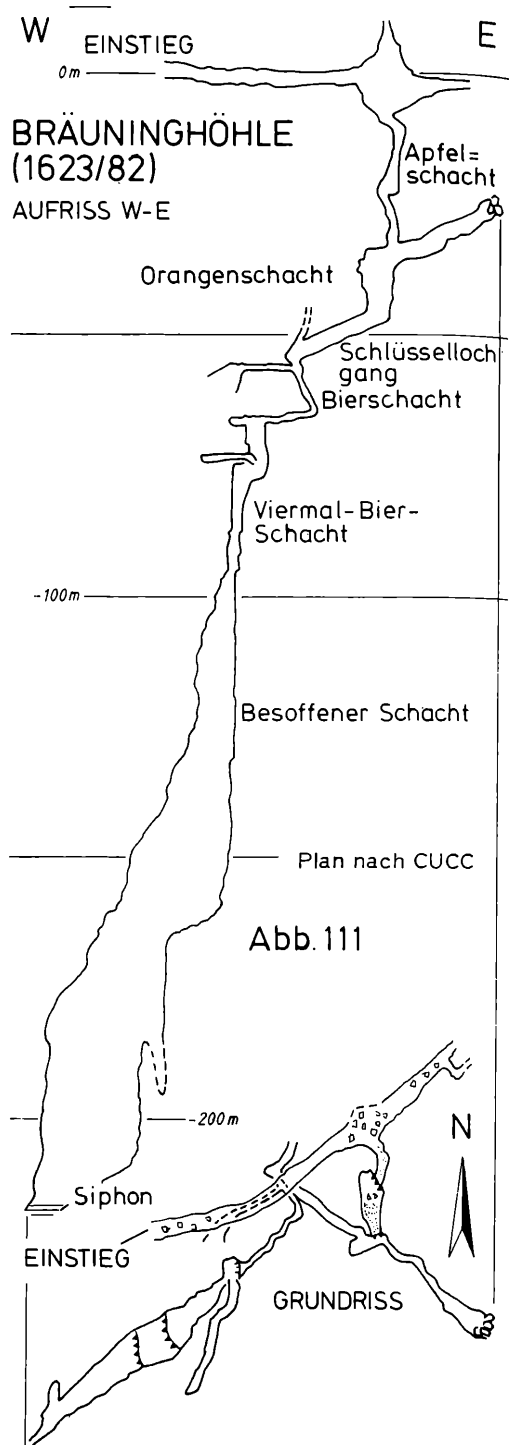 W
E
EINSTIEG
0m
BRÄUNINGHÖHLE
(1623/82)
AUFRISS W-E
Apfel=
schacht
Orangenschacht
Schlüsselloch
gang
Bierschacht
Viermal-Bier-
Schacht
-100m
Besoffener Schacht
Plan nach CUCC
Abb. 111
-200m
N
Siphon
EINSTIEG
GRUNDRISS